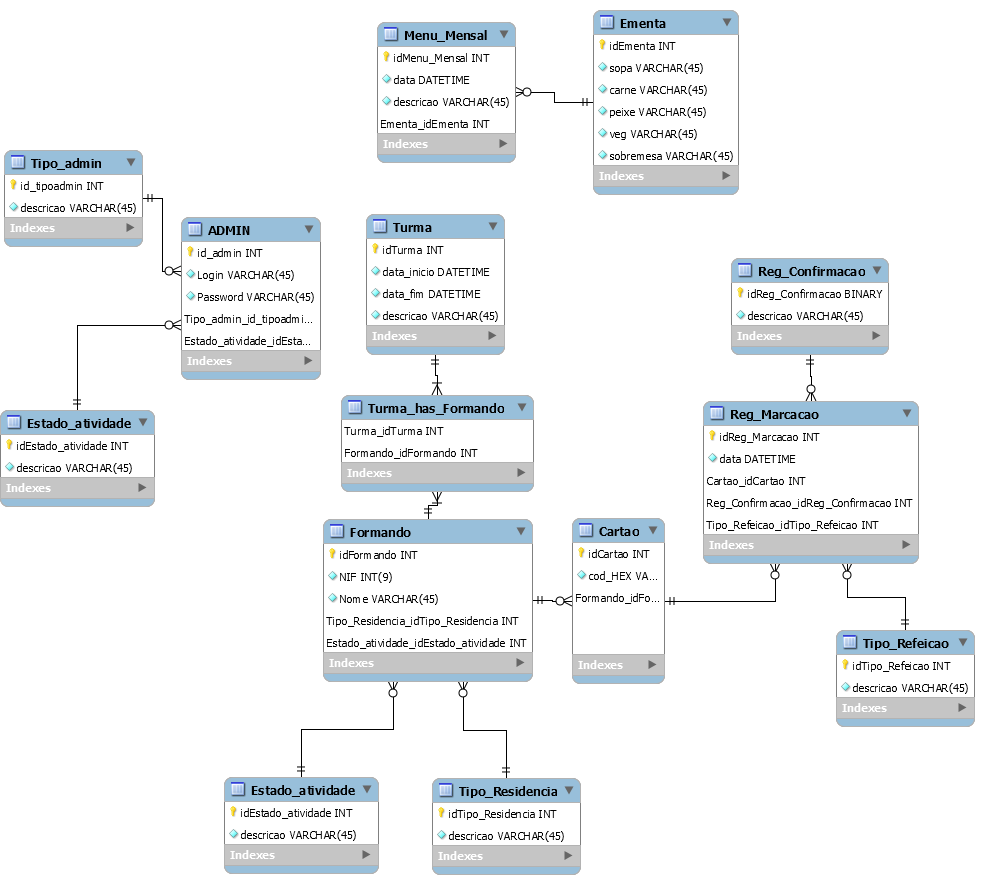 Menu_Mensal
idMenu_Mensal INT
data DATETIME
descricao VARCHAR(45)
Ementa_idEmenta INT
Indexes
Ementa
idEmenta INT
sopa VARCHAR(45)
carne VARCHAR(45)
peixe VARCHAR(45)
veg VARCHAR(45)
sobremesa VARCHAR(45)
Indexes
Tipo_admin
id_tipoadmin INT
descricao VARCHAR(45)
Indexes
ADMIN
id_admin INT
Login VARCHAR(45)
Password VARCHAR(45)
Tipo_admin_id_tipoadmi...
Estado_atividade_idEsta...
Indexes
Turma
idTurma INT
data_inicio DATETIME
data_fim DATETIME
descricao VARCHAR(45)
Indexes
Reg_Confirmacao
idReg_Confirmacao BINARY
descricao VARCHAR(45)
Indexes
Estado_atividade
idEstado_atividade INT
descricao VARCHAR(45)
Indexes
Turma_has_Formando
Turma_idTurma INT
Formando_idFormando INT
Indexes
Reg_Marcacao
idReg_Marcacao INT
data DATETIME
Cartao_idCartao INT
Reg_Confirmacao_idReg_Confirmacao INT
Tipo_Refeicao_idTipo_Refeicao INT
Indexes
Formando
idFormando INT
NIF INT(9)
Nome VARCHAR(45)
Tipo_Residencia_idTipo_Residencia INT
Estado_atividade_idEstado_atividade INT
Indexes
Cartao
idCartao INT
cod_HEX VA...
Formando_idFo...
Indexes
Tipo_Refeicao
idTipo_Refeicao INT
descricao VARCHAR(45)
Indexes
Estado_atividade
idEstado_atividade INT
descricao VARCHAR(45)
Indexes
Tipo_Residencia
idTipo_Residencia INT
descricao VARCHAR(45)
Indexes